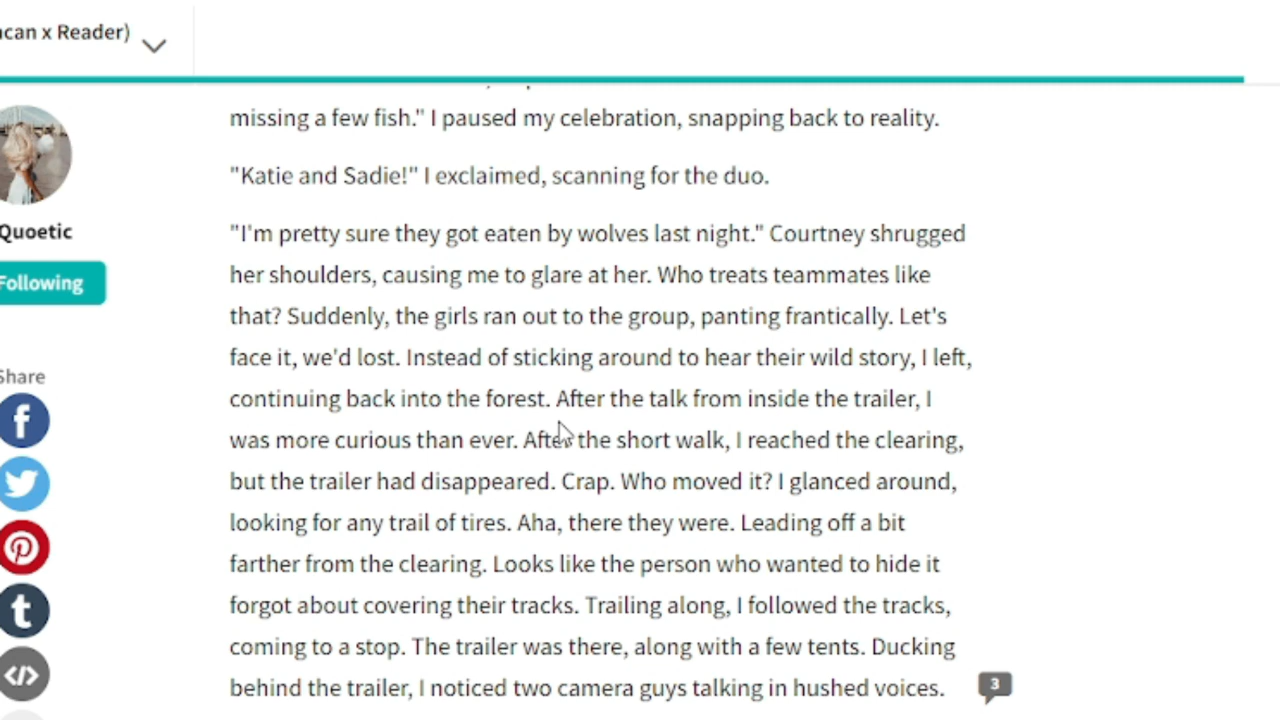 can x Reader)
missing a few fish." I paused my celebration, snapping back to reality.
"Katie and Sadie!" I exclaimed, scanning for the duo.
Quoetic
"I'm pretty sure they got eaten by wolves last night." Courtney shrugged
her shoulders, causing me to glare at her. Who treats teammates like
Following
that? Suddenly, the girls ran out to the group, panting frantically. Let's
face it, we'd lost. Instead of sticking around to hear their wild story, I left,
Share
continuing back into the forest. After the talk from inside the trailer, I
was more curious than ever. After the short walk, I reached the clearing,
but the trailer had disappeared. Crap. Who moved it? I glanced around,
looking for any trail of tires. Aha, there they were. Leading off a bit
farther from the clearing. Looks like the person who wanted to hide it
forgot about covering their tracks. Trailing along, I followed the tracks,
coming to a stop. The trailer was there, along with a few tents. Ducking
behind the trailer, I noticed two camera guys talking in hushed voices.
3